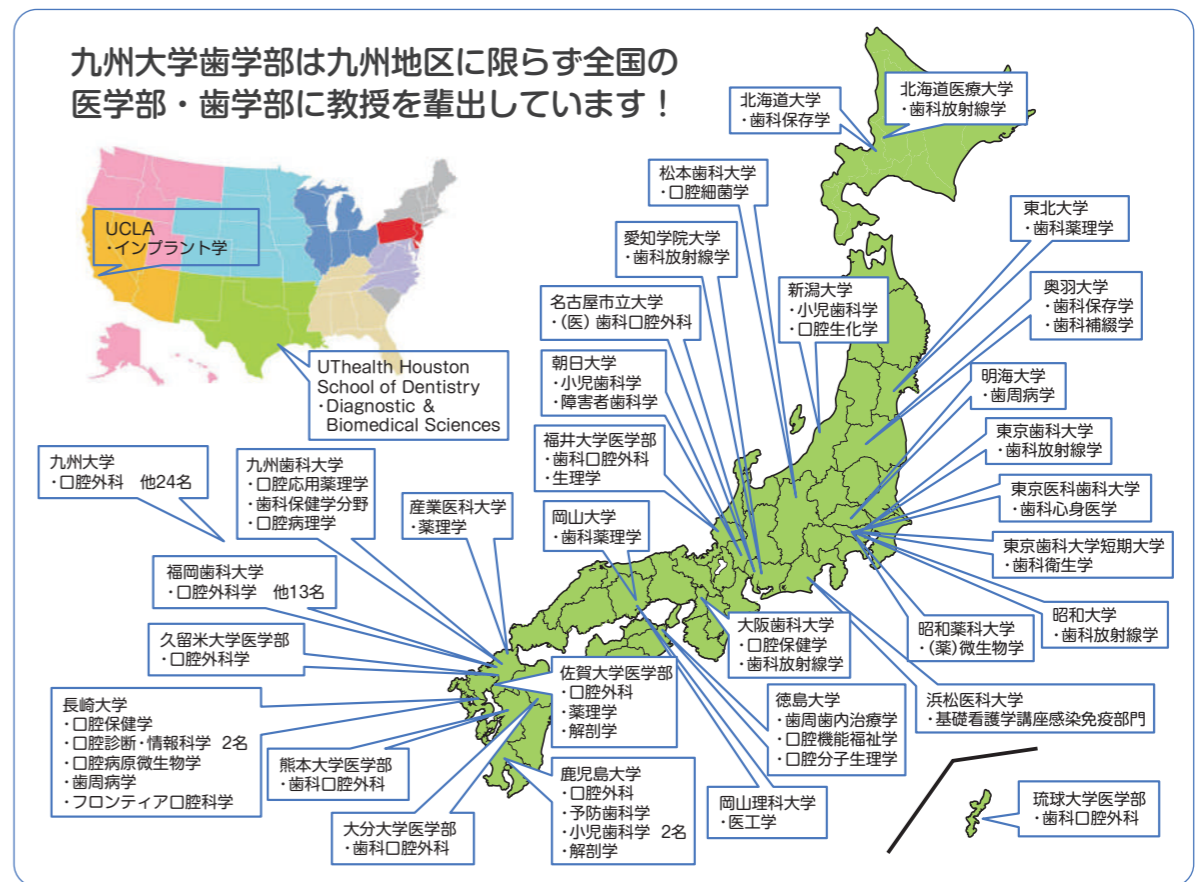 九州大学歯学部は九州地区に限らず全国の
医学部・歯学部に教授を輩出しています！
UCLA
・インプラント学
UThealth Houston
School of Dentistry
・Diagnostic &
Biomedical Sciences
北海道大学
・歯科保存学
北海道医療大学
・歯科放射線学
松本歯科大学
・口腔細菌学
愛知学院大学
・歯科放射線学
名古屋市立大学
・（医）歯科口腔外科
朝日大学
・小児歯科学
・障害者歯科学
福井大学医学部
・歯科口腔外科
・生理学
新潟大学
・小児歯科学
・口腔生化学
東北大学
・歯科薬理学
奥羽大学
・歯科保存学
・歯科補綴学
明海大学
・歯周病学
東京歯科大学
・歯科放射線学
東京医科歯科大学
・歯科心身医学
東京歯科大学短期大学
・歯科衛生学
昭和大学
・歯科放射線学
昭和薬科大学
・（薬）微生物学
浜松医科大学
・基礎看護学講座感染免疫部門
九州大学
・口腔外科　他24名
九州歯科大学
・口腔応用薬理学
・歯科保健学分野
・口腔病理学
産業医科大学
・薬理学
岡山大学
・歯科薬理学
福岡歯科大学
・口腔外科学　他13名
久留米大学医学部
・口腔外科学
長崎大学
・口腔保健学
・口腔診断・情報科学　2名
・口腔病原微生物学
・歯周病学
・フロンティア口腔科学
熊本大学医学部
・歯科口腔外科
大分大学医学部
・歯科口腔外科
佐賀大学医学部
・口腔外科
・薬理学
・解剖学
鹿児島大学
・口腔外科
・予防歯科学
・小児歯科学　2名
・解剖学
大阪歯科大学
・口腔保健学
・歯科放射線学
徳島大学
・歯周歯内治療学
・口腔機能福祉学
・口腔分子生理学
岡山理科大学
・医工学
琉球大学医学部
・歯科口腔外科